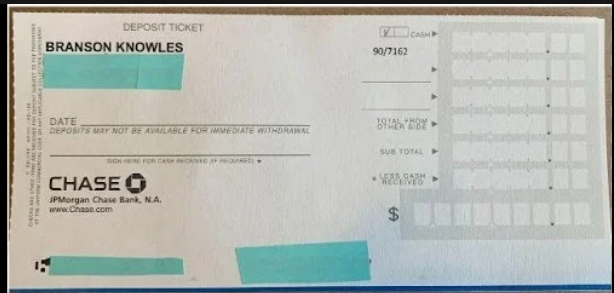 DEPOSIT TICKET
BRANSON KNOWLES
CASH ▶
90/7162
DATE
DEPOSITS MAY NOT BE AVAILABLE FOR IMMEDIATE WITHDRAWAL
TOTAL FROM
OTHER SIDE ▶
SUB TOTAL ▶
SIGN HERE FOR CASH RECEIVED (IF REQUIRED) *
* LESS CASH
RECEIVED ▶
CHASE
JPMorgan Chase Bank, N.A.
www.Chase.com
$